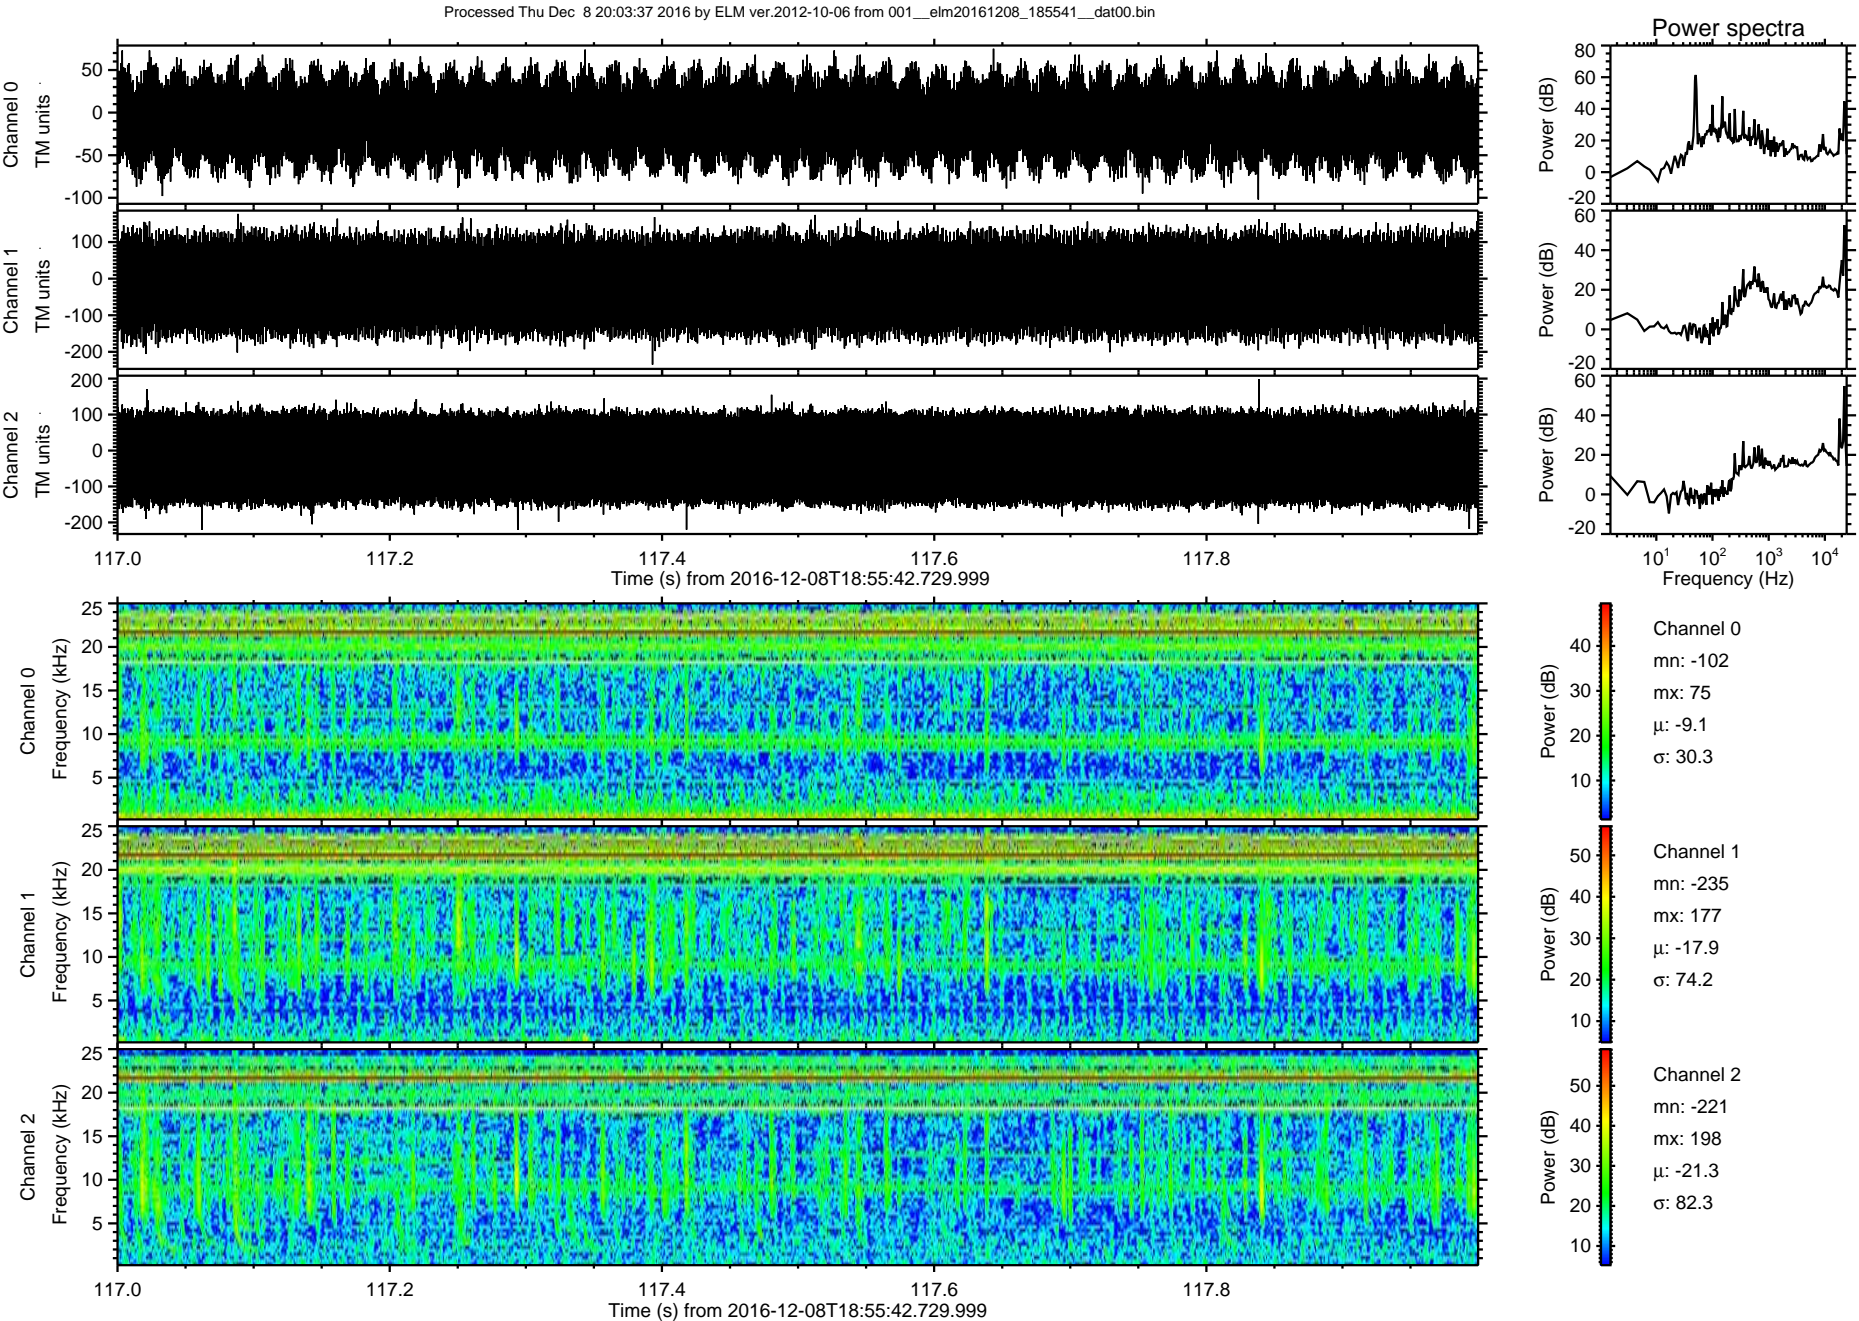 Processed Thu Dec  8 20:03:37 2016 by ELM ver.2012-10-06 from 001__elm20161208_185541__dat00.bin
Power spectra
Channel 0
TM units
50
0
-50
-100
Power (dB)
80
60
40
20
0
-20
Channel 1
TM units
100
0
-100
-200
Power (dB)
60
40
20
0
-20
Channel 2
TM units
200
100
0
-100
-200
Power (dB)
60
40
20
0
-20
117.0 117.2 117.4 117.6 117.8
Time (s) from 2016-12-08T18:55:42.729.999
10¹ 10² 10³ 10⁴
Frequency (Hz)
Channel 0
Frequency (kHz)
25
20
15
10
5
Power (dB)
40
30
20
10
Channel 0
mn: -102
mx: 75
μ: -9.1
σ: 30.3
Channel 1
Frequency (kHz)
25
20
15
10
5
Power (dB)
50
40
30
20
10
Channel 1
mn: -235
mx: 177
μ: -17.9
σ: 74.2
Channel 2
Frequency (kHz)
25
20
15
10
5
Power (dB)
50
40
30
20
10
Channel 2
mn: -221
mx: 198
μ: -21.3
σ: 82.3
117.0 117.2 117.4 117.6 117.8
Time (s) from 2016-12-08T18:55:42.729.999